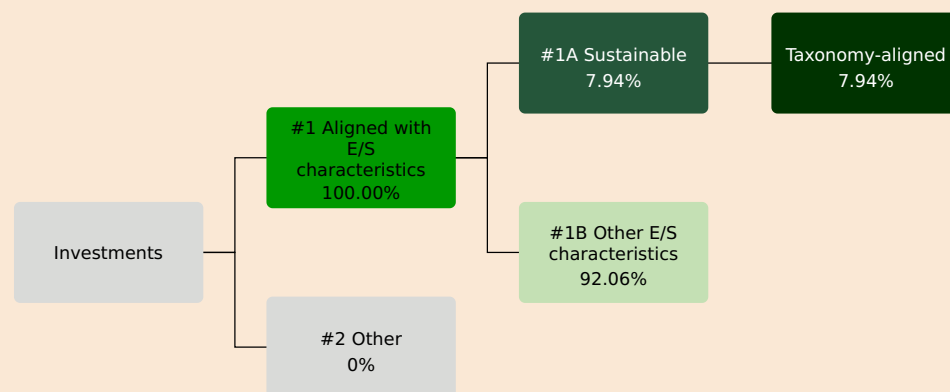 #1A Sustainable
7.94%
Taxonomy-aligned
7.94%
#1 Aligned with
E/S
characteristics
100.00%
Investments
#1B Other E/S
characteristics
92.06%
#2 Other
0%